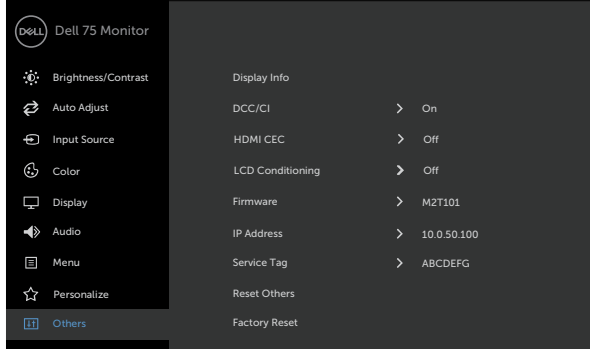 DELL Dell 75 Monitor
Brightness/Contrast Display Info
Auto Adjust DCC/CI On
Input Source HDMI CEC Off
Color LCD Conditioning Off
Display Firmware M2T101
Audio IP Address 10.0.50.100
Menu Service Tag ABCDEFG
Personalize Reset Others
Others Factory Reset